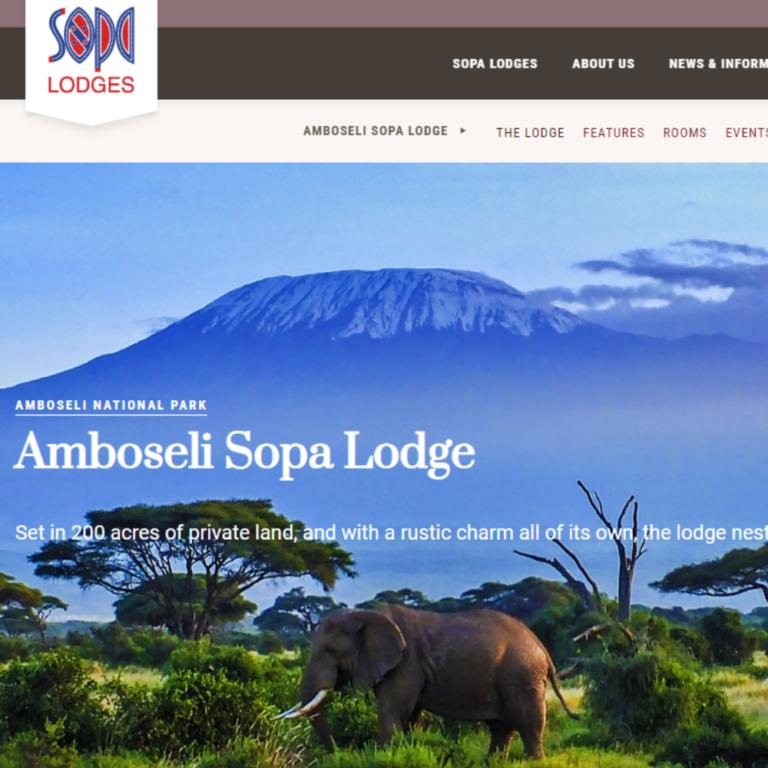 SOPA
LODGES
SOPA LODGES ABOUT US NEWS & INFORM
AMBOSELI SOPA LODGE ▸ THE LODGE FEATURES ROOMS EVENTS
AMBOSELI NATIONAL PARK
Amboseli Sopa Lodge
Set in 200 acres of private land, and with a rustic charm all of its own, the lodge nest